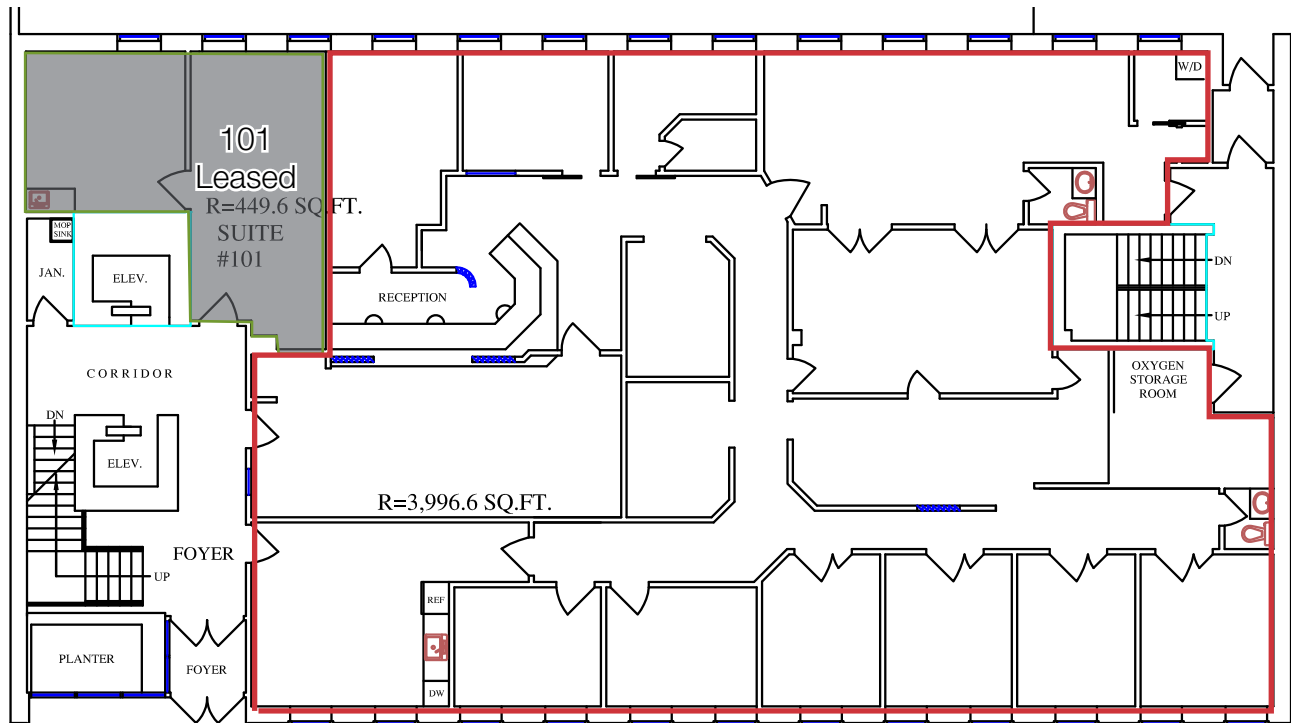 W/D
101
Leased
R=449.6 SQ.FT.
SUITE
#101
MOP
SINK
JAN.
ELEV.
RECEPTION
DN
UP
OXYGEN
STORAGE
ROOM
CORRIDOR
DN
ELEV.
R=3,996.6 SQ.FT.
FOYER
UP
REF
PLANTER
FOYER
DW